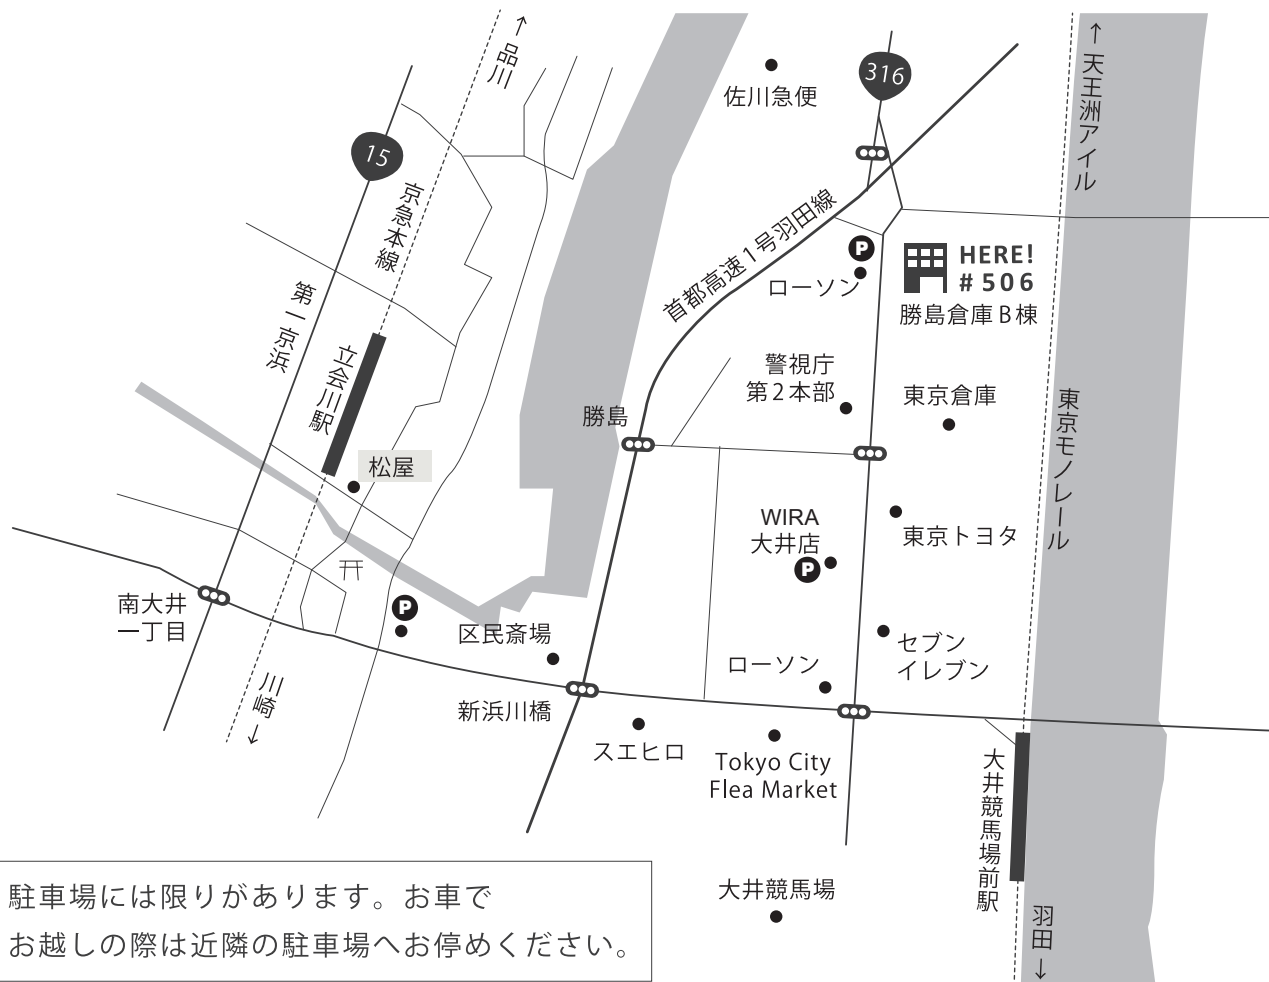 ↑品川
佐川急便
316
↑天王洲アイル
15
京急本線
首都高速1号羽田線
P
ローソン
HERE!
#506
勝島倉庫B棟
第一京浜
立会川駅
警視庁
第2本部
東京倉庫
東京モノレール
勝島
松屋
WIRA
大井店
P
東京トヨタ
南大井
一丁目
P
区民斎場
セブン
イレブン
ローソン
川崎↓
新浜川橋
スエヒロ
Tokyo City
Flea Market
大井競馬場前駅
大井競馬場
羽田↓
駐車場には限りがあります。お車で
お越しの際は近隣の駐車場へお停めください。